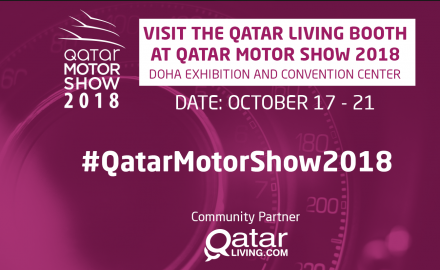 qatar
MOTOR
SHOW
2018
VISIT THE QATAR LIVING BOOTH
AT QATAR MOTOR SHOW 2018
DOHA EXHIBITION AND CONVENTION CENTER
DATE: OCTOBER 17 - 21
#QatarMotorShow2018
200
Community Partner
Qatar
LIVING.COM